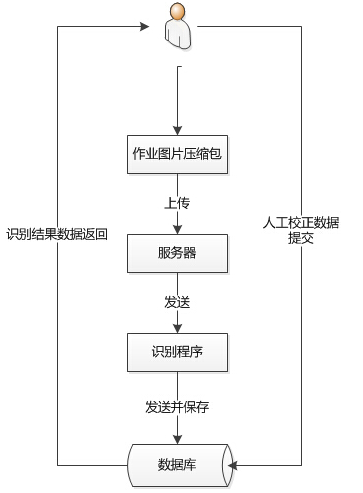 作业图片压缩包
上传
服务器
发送
识别程序
发送并保存
数据库
识别结果数据返回
人工校正数据
提交